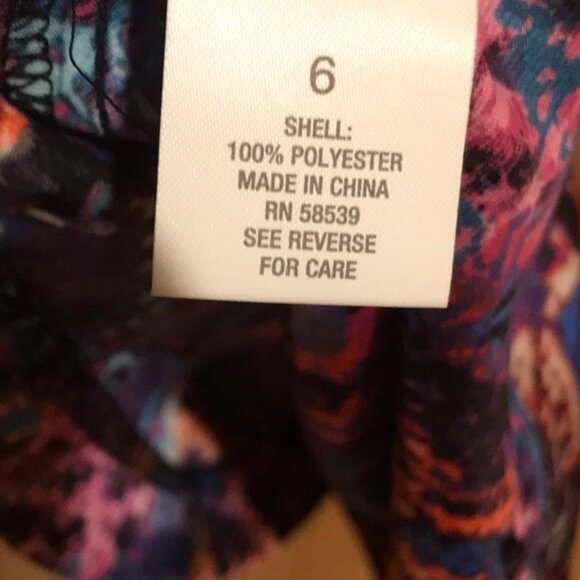 6
SHELL:
100% POLYESTER
MADE IN CHINA
RN 58539
SEE REVERSE
FOR CARE